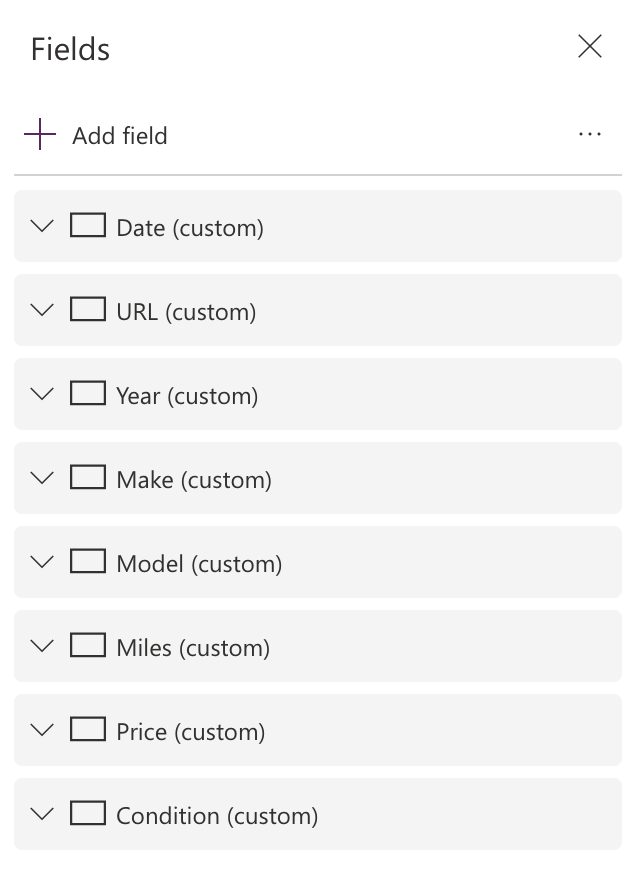 Fields
Add field
Date (custom)
URL (custom)
Year (custom)
Make (custom)
Model (custom)
Miles (custom)
Price (custom)
Condition (custom)